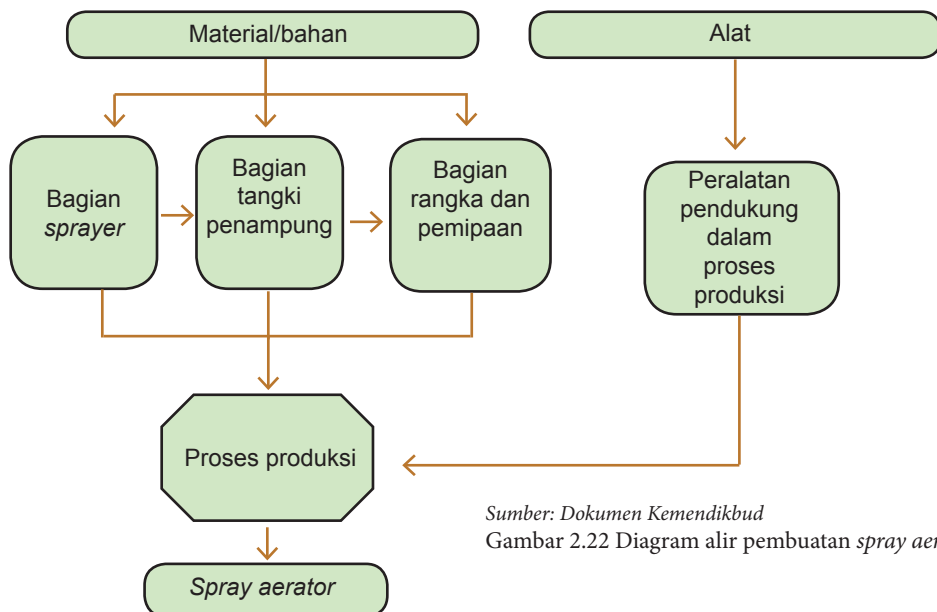 Material/bahan
Alat
Bagian
sprayer
Bagian
tangki
penampung
Bagian
rangka dan
pemipaan
Peralatan
pendukung
dalam
proses
produksi
Proses produksi
Spray aerator
Sumber: Dokumen Kemendikbud
Gambar 2.22 Diagram alir pembuatan spray aer